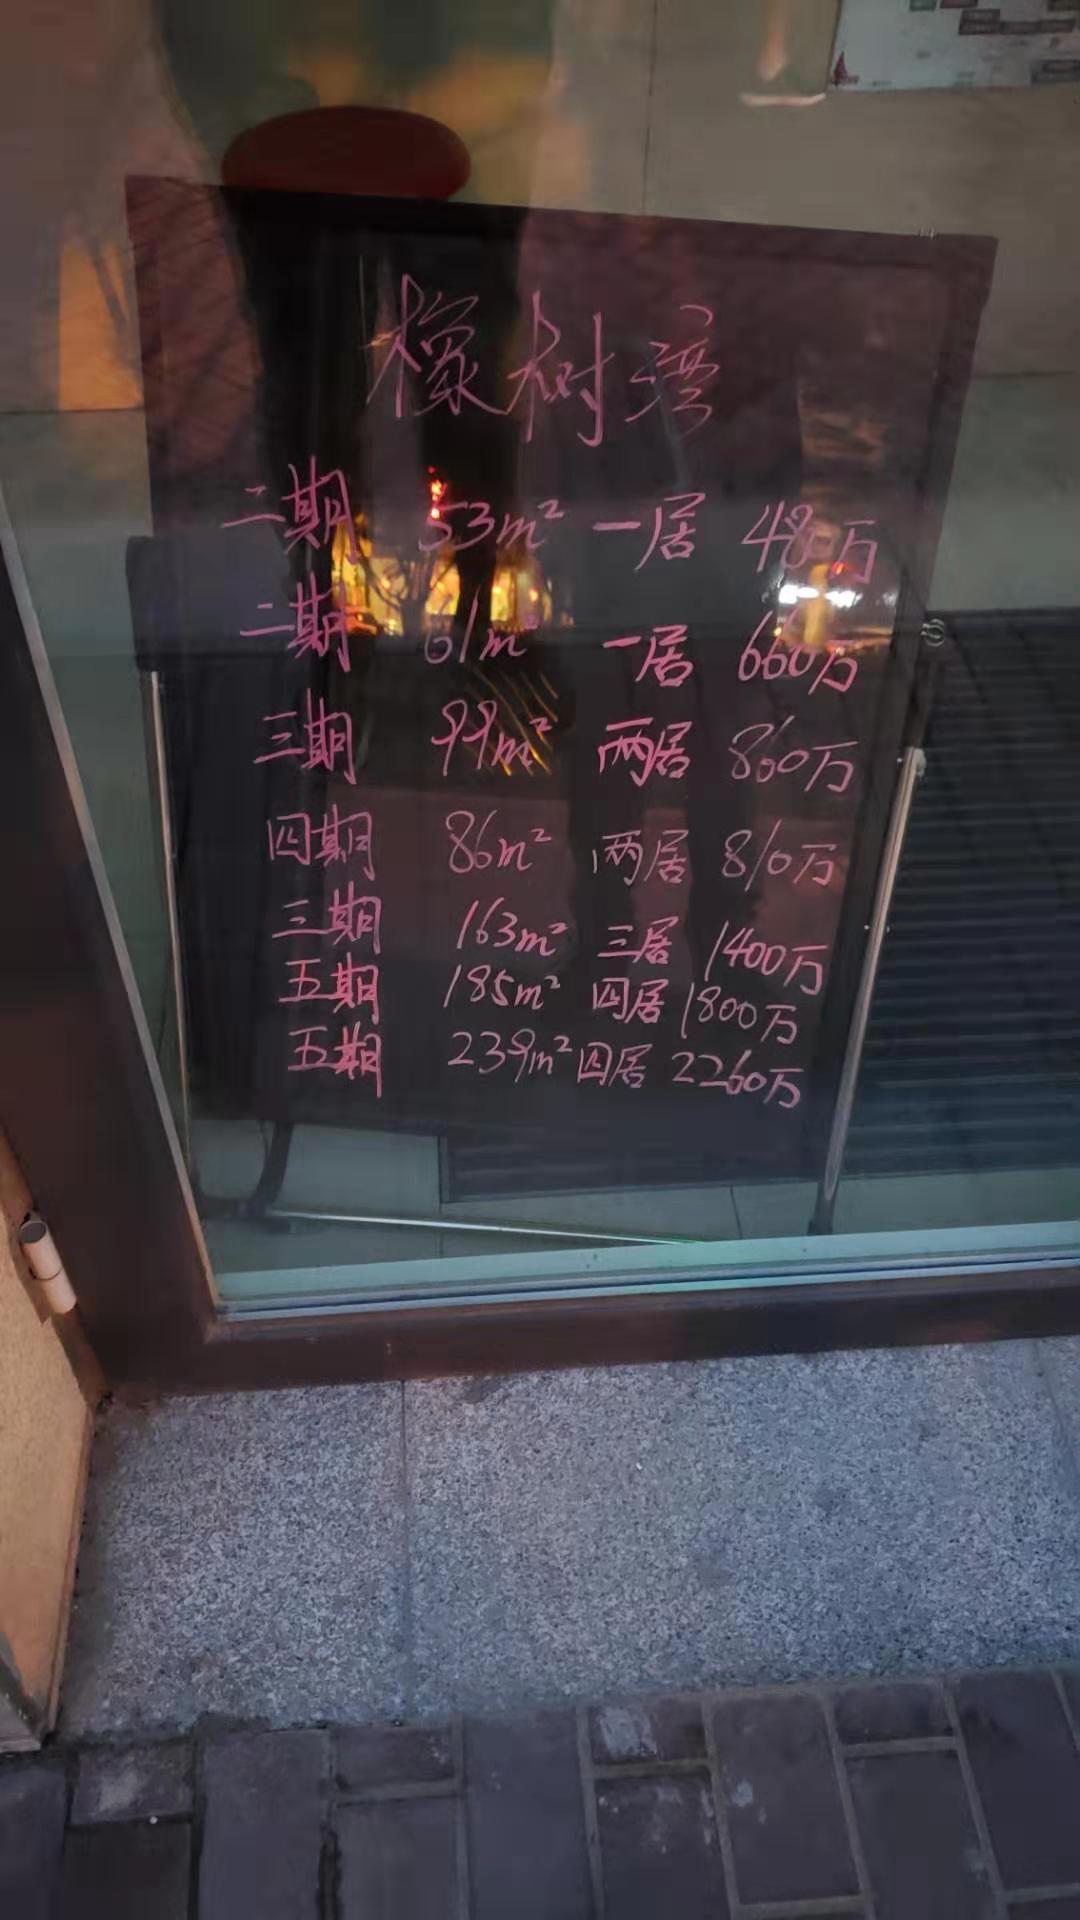 橡树湾
二期 53m² 一居 480万
二期 61m² 一居 660万
三期 99m² 两居 860万
四期 86m² 两居 810万
三期 163m² 三居 1400万
五期 185m² 四居 1800万
五期 239m² 四居 2260万